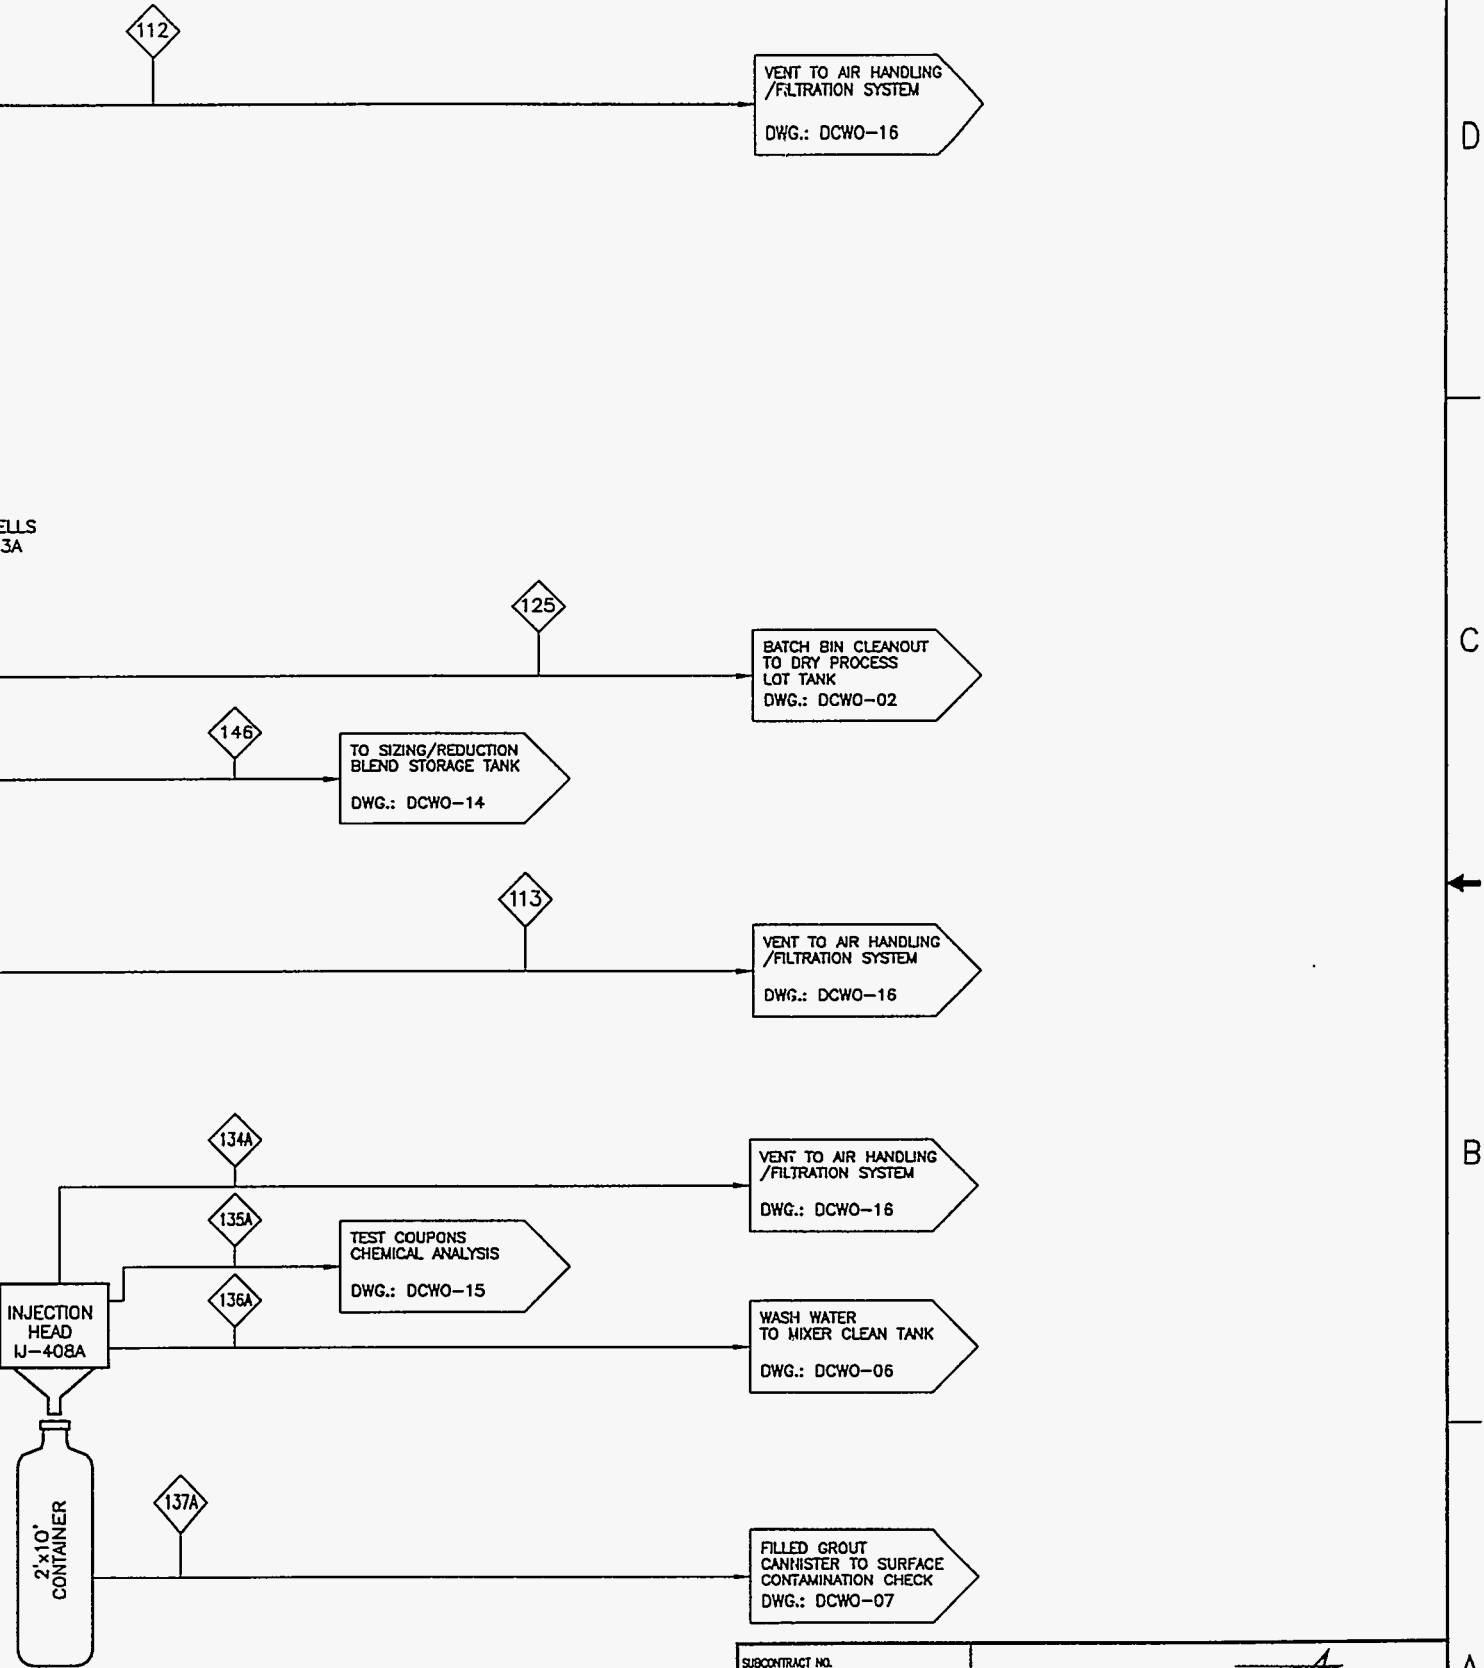 112
VENT TO AIR HANDLING
/FILTRATION SYSTEM
DWG.: DCWO-16
D
ELLS
3A
125
BATCH BIN CLEANOUT
TO DRY PROCESS
LOT TANK
DWG.: DCWO-02
C
146
TO SIZING/REDUCTION
BLEND STORAGE TANK
DWG.: DCWO-14
113
VENT TO AIR HANDLING
/FILTRATION SYSTEM
DWG.: DCWO-16
134A
VENT TO AIR HANDLING
/FILTRATION SYSTEM
DWG.: DCWO-16
B
135A
TEST COUPONS
CHEMICAL ANALYSIS
DWG.: DCWO-15
INJECTION
HEAD
IJ-408A
136A
WASH WATER
TO MIXER CLEAN TANK
DWG.: DCWO-06
137A
2'x10'
CONTAINER
FILLED GROUT
CANNISTER TO SURFACE
CONTAMINATION CHECK
DWG.: DCWO-07
SUBCONTRACT NO.
A